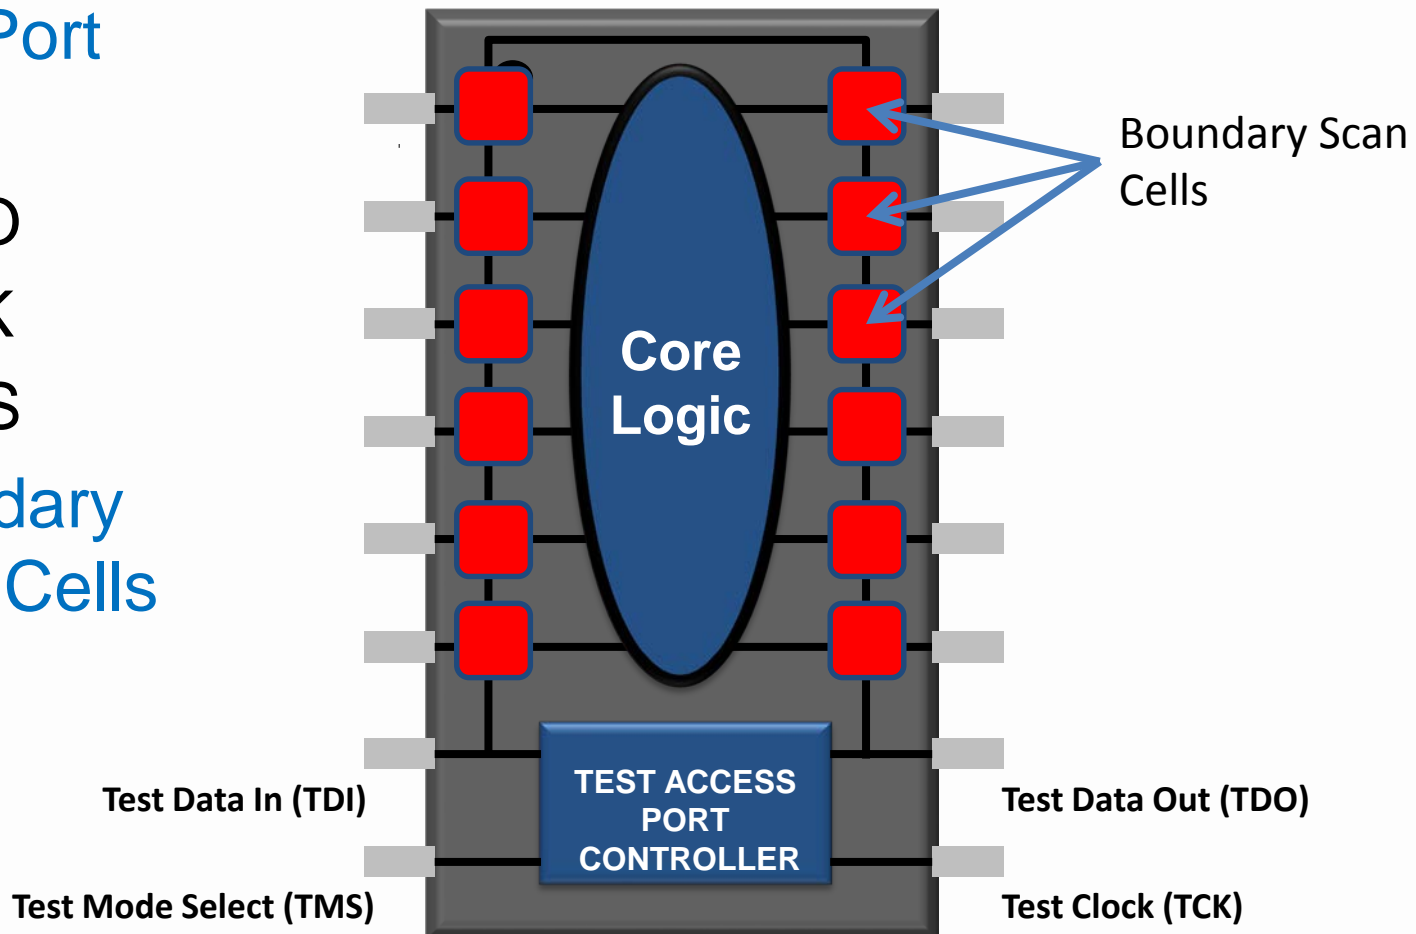 Port
O
K
S
dary
Cells
Boundary Scan
Cells
Core
Logic
TEST ACCESS
PORT
CONTROLLER
Test Data In (TDI)
Test Data Out (TDO)
Test Mode Select (TMS)
Test Clock (TCK)